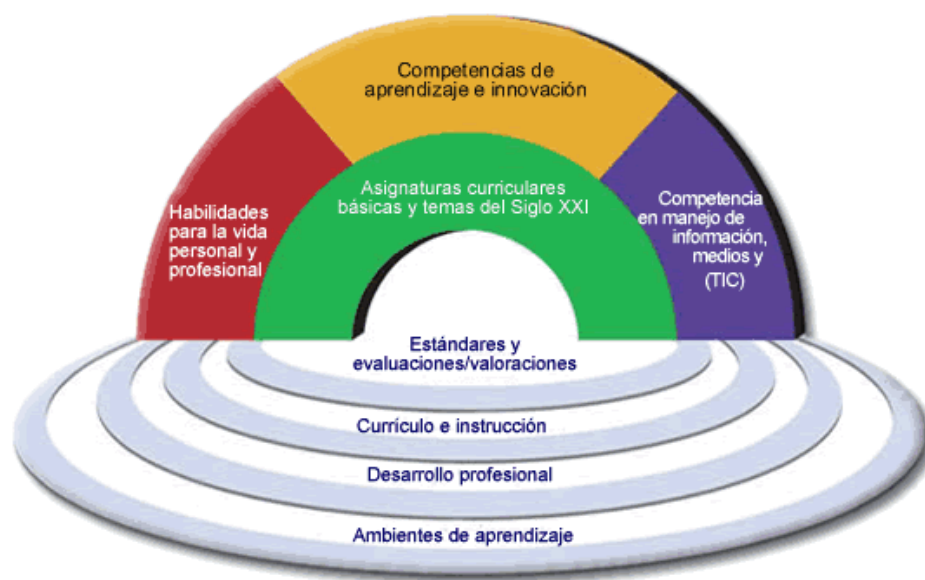 Competencias de
aprendizaje e innovación
Asignaturas curriculares
básicas y temas del Siglo XXI
Habilidades
para la vida
personal y
profesional
Competencia
en manejo de
información,
medios y
(TIC)
Estándares y
evaluaciones/valoraciones
Currículo e instrucción
Desarrollo profesional
Ambientes de aprendizaje